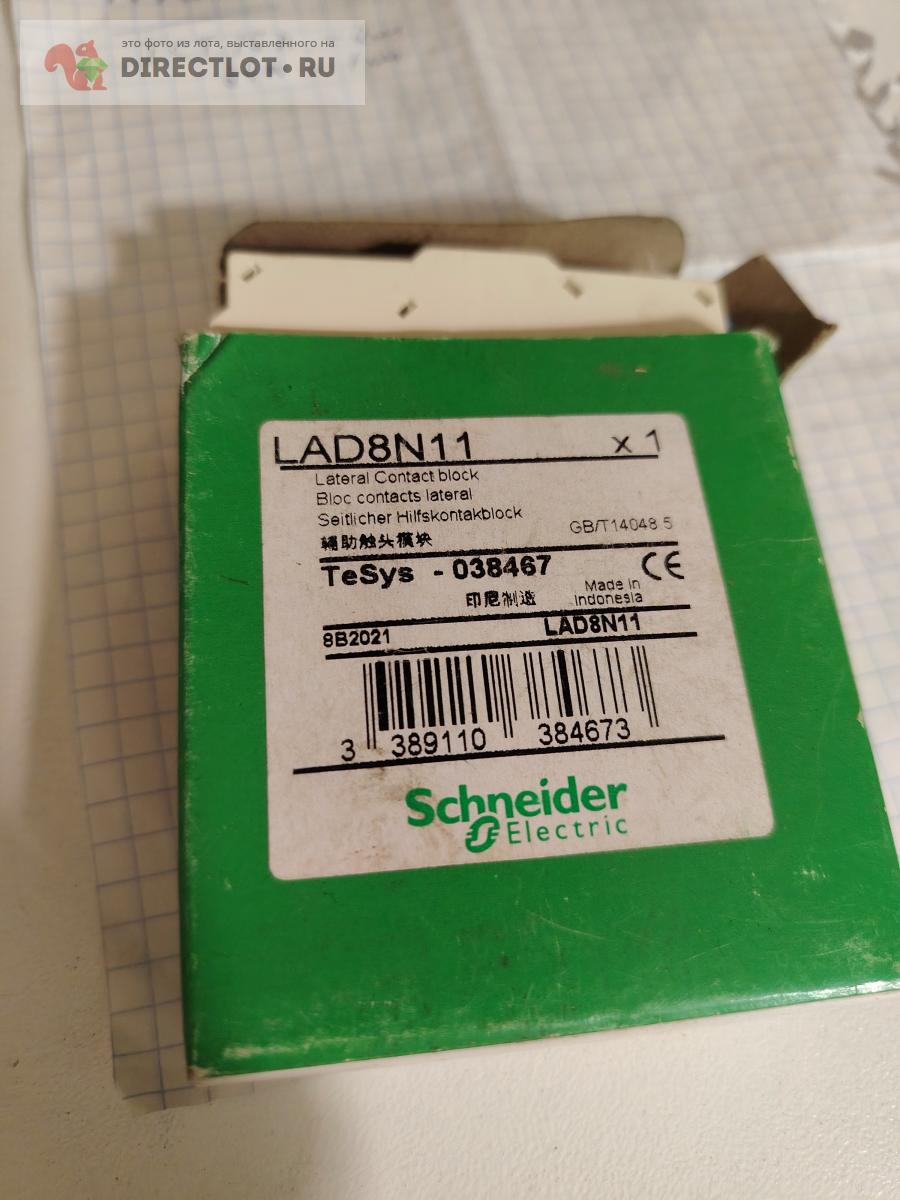 это фото из лота, выставленного на
DIRECTLOT.RU
LAD8N11 x 1
Lateral Contact block
Bloc contacts lateral
Seitlicher Hilfskontakblock
GB/T14048.5
輔助触头模块
TeSys - 038467 CE
印尼制造 Made in Indonesia
8B2021 LAD8N11
3 389110 384673
Schneider
Electric